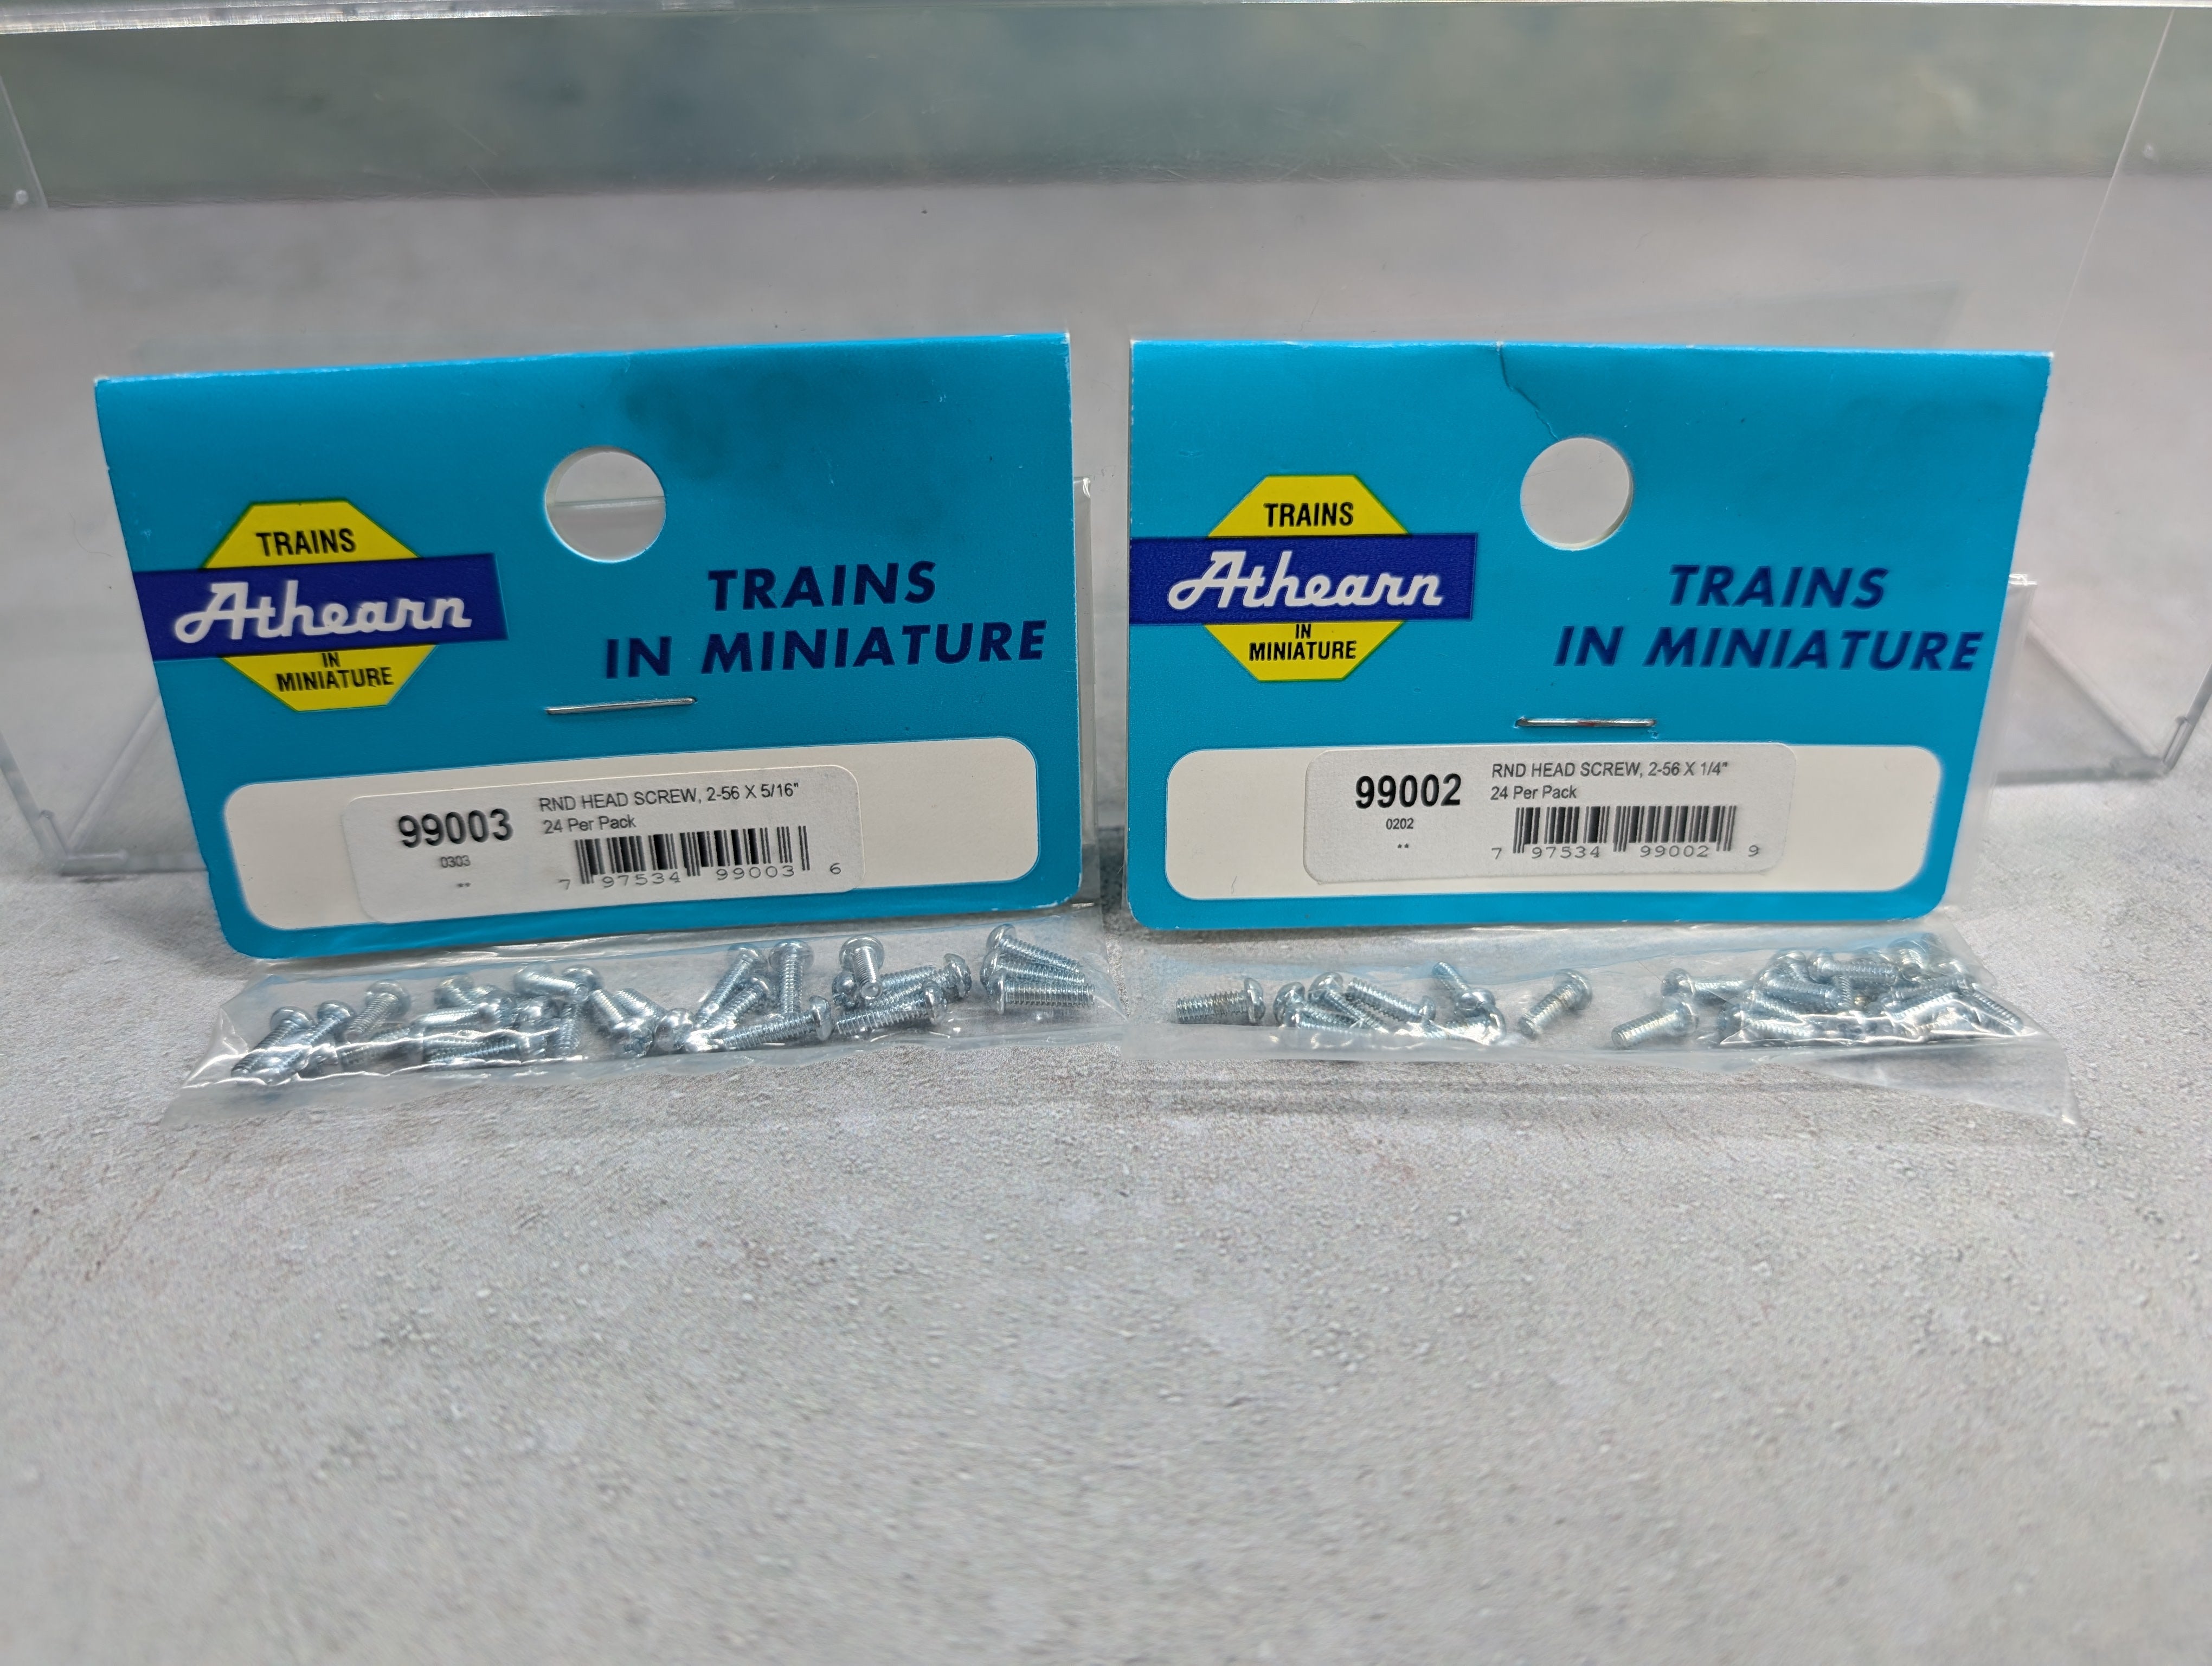 TRAINS
Athearn
IN
MINIATURE
TRAINS
IN MINIATURE
99003
0303
**
RND HEAD SCREW, 2-56 X 5/16"
24 Per Pack
7 97534 99003 6
TRAINS
Athearn
IN
MINIATURE
TRAINS
IN MINIATURE
99002
0202
**
RND HEAD SCREW, 2-56 X 1/4"
24 Per Pack
7 97534 99002 9